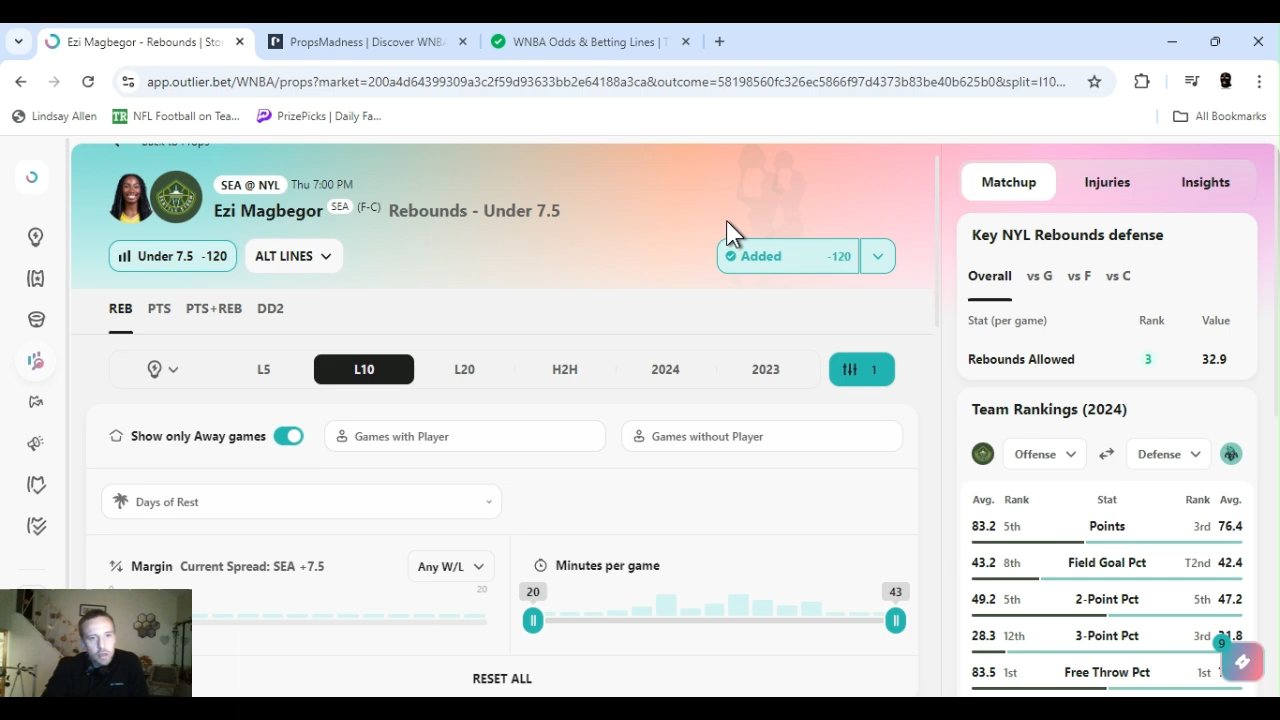 Ezi Magbegor - Rebounds | Sto
PropsMadness | Discover WNB
WNBA Odds & Betting Lines | T
app.outlier.bet/WNBA/props?market=200a4d64399309a3c2f59d93633bb2e64188a3ca&outcome=58198560fc326ec5866f97d4373b83be40b625b0&split=l10...
Lindsay Allen
TR NFL Football on Tea...
PrizePicks | Daily Fa...
All Bookmarks
Back to Props
SEA @ NYL Thu 7:00 PM
Ezi Magbegor SEA (F-C) Rebounds - Under 7.5
Under 7.5 -120
ALT LINES
Added -120
REB PTS PTS+REB DD2
L5 L10 L20 H2H 2024 2023 1
Show only Away games
Games with Player
Games without Player
Days of Rest
Margin Current Spread: SEA +7.5
Any W/L
20
Minutes per game
20 43
RESET ALL
Matchup Injuries Insights
Key NYL Rebounds defense
Overall vs G vs F vs C
Stat (per game) Rank Value
Rebounds Allowed 3 32.9
Team Rankings (2024)
Offense Defense
Avg. Rank Stat Rank Avg.
83.2 5th Points 3rd 76.4
43.2 8th Field Goal Pct T2nd 42.4
49.2 5th 2-Point Pct 5th 47.2
28.3 12th 3-Point Pct 3rd 31.8
9
83.5 1st Free Throw Pct 1st